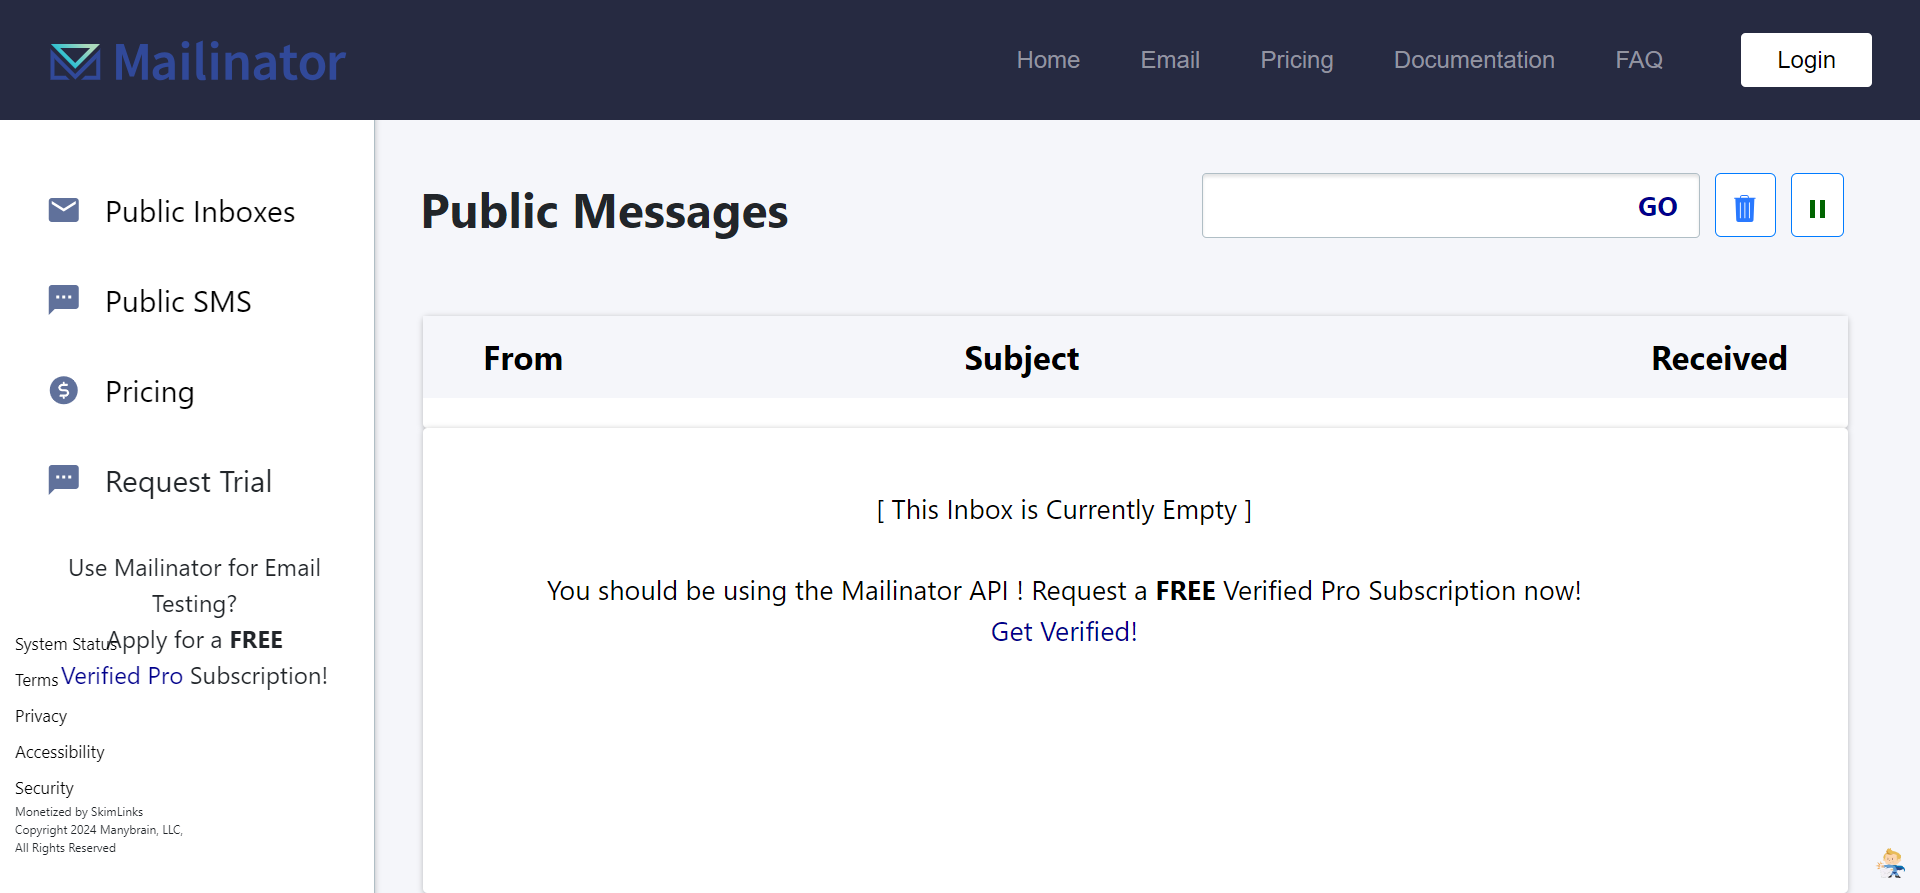 Mailinator
Home
Email
Pricing
Documentation
FAQ
Login
Public Inboxes
Public SMS
Pricing
Request Trial
Use Mailinator for Email
Testing?
Apply for a FREE
Verified Pro Subscription!
System Status
Terms
Privacy
Accessibility
Security
Monetized by SkimLinks
Copyright 2024 Manybrain, LLC,
All Rights Reserved
Public Messages
GO
From
Subject
Received
[ This Inbox is Currently Empty ]
You should be using the Mailinator API ! Request a FREE Verified Pro Subscription now!
Get Verified!